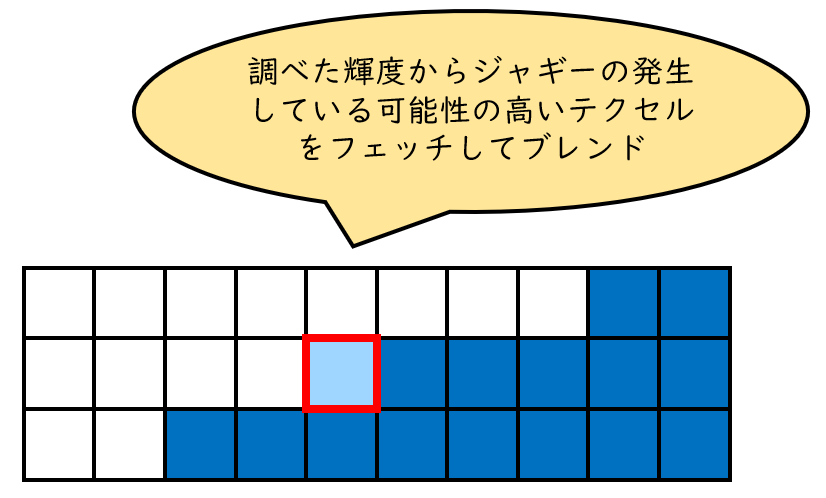 調べた輝度からジャギーの発生
している可能性の高いテクセル
をフェッチしてブレンド